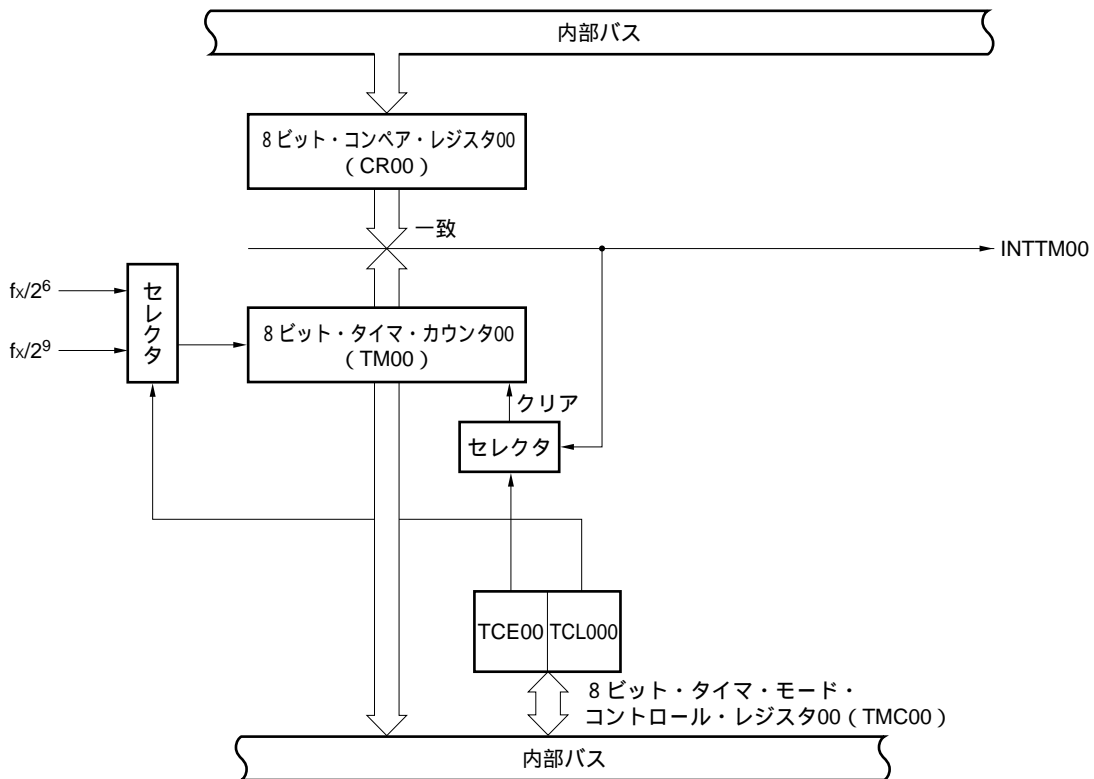 内部バス
8ビット・コンペア・レジスタ00
(CR00)
一致
INTTM00
fx/2⁶
fx/2⁹
セレクタ
8ビット・タイマ・カウンタ00
(TM00)
クリア
セレクタ
TCE00
TCL000
8ビット・タイマ・モード・
コントロール・レジスタ00(TMC00)
内部バス